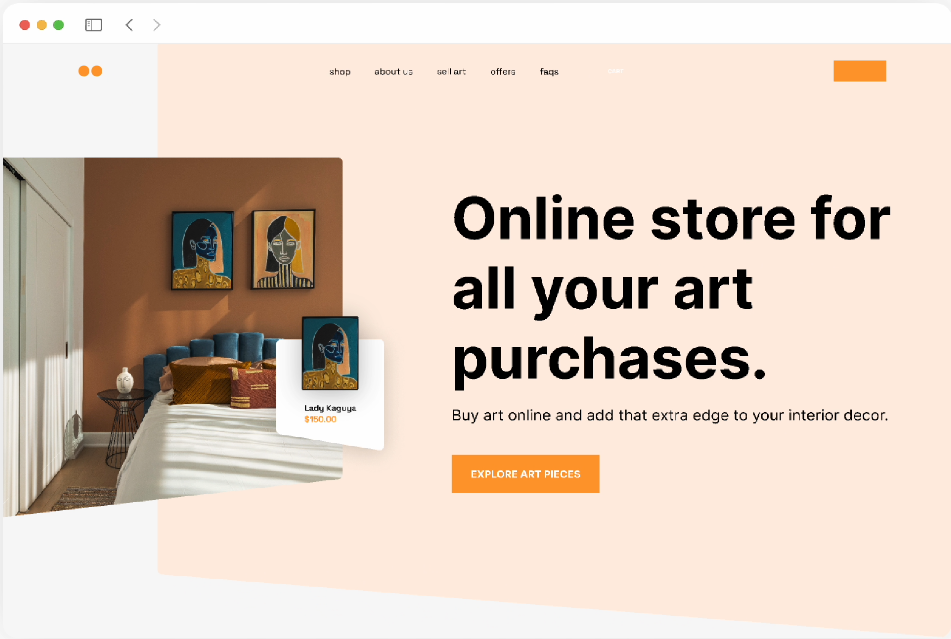 shop about us sell art offers faqs
Online store for
all your art
purchases.
Buy art online and add that extra edge to your interior decor.
EXPLORE ART PIECES
Lady Kaguya
$150.00